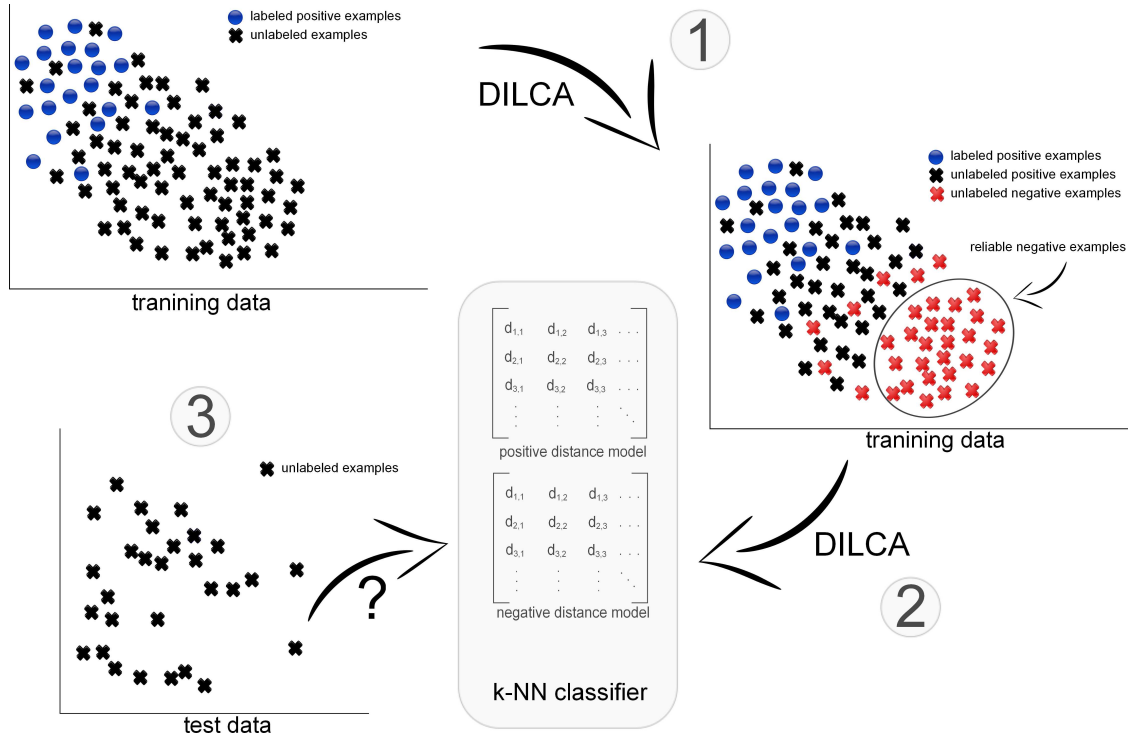 labeled positive examples
unlabeled examples
tranining data
1
DILCA
labeled positive examples
unlabeled positive examples
unlabeled negative examples
reliable negative examples
tranining data
DILCA
2
d1,1 d1,2 d1,3 . . .
d2,1 d2,2 d2,3 . . .
d3,1 d3,2 d3,3 . . .
. . . .
. . . .
. . . .
positive distance model
d1,1 d1,2 d1,3 . . .
d2,1 d2,2 d2,3 . . .
d3,1 d3,2 d3,3 . . .
. . . .
. . . .
. . . .
negative distance model
k-NN classifier
3
unlabeled examples
?
test data